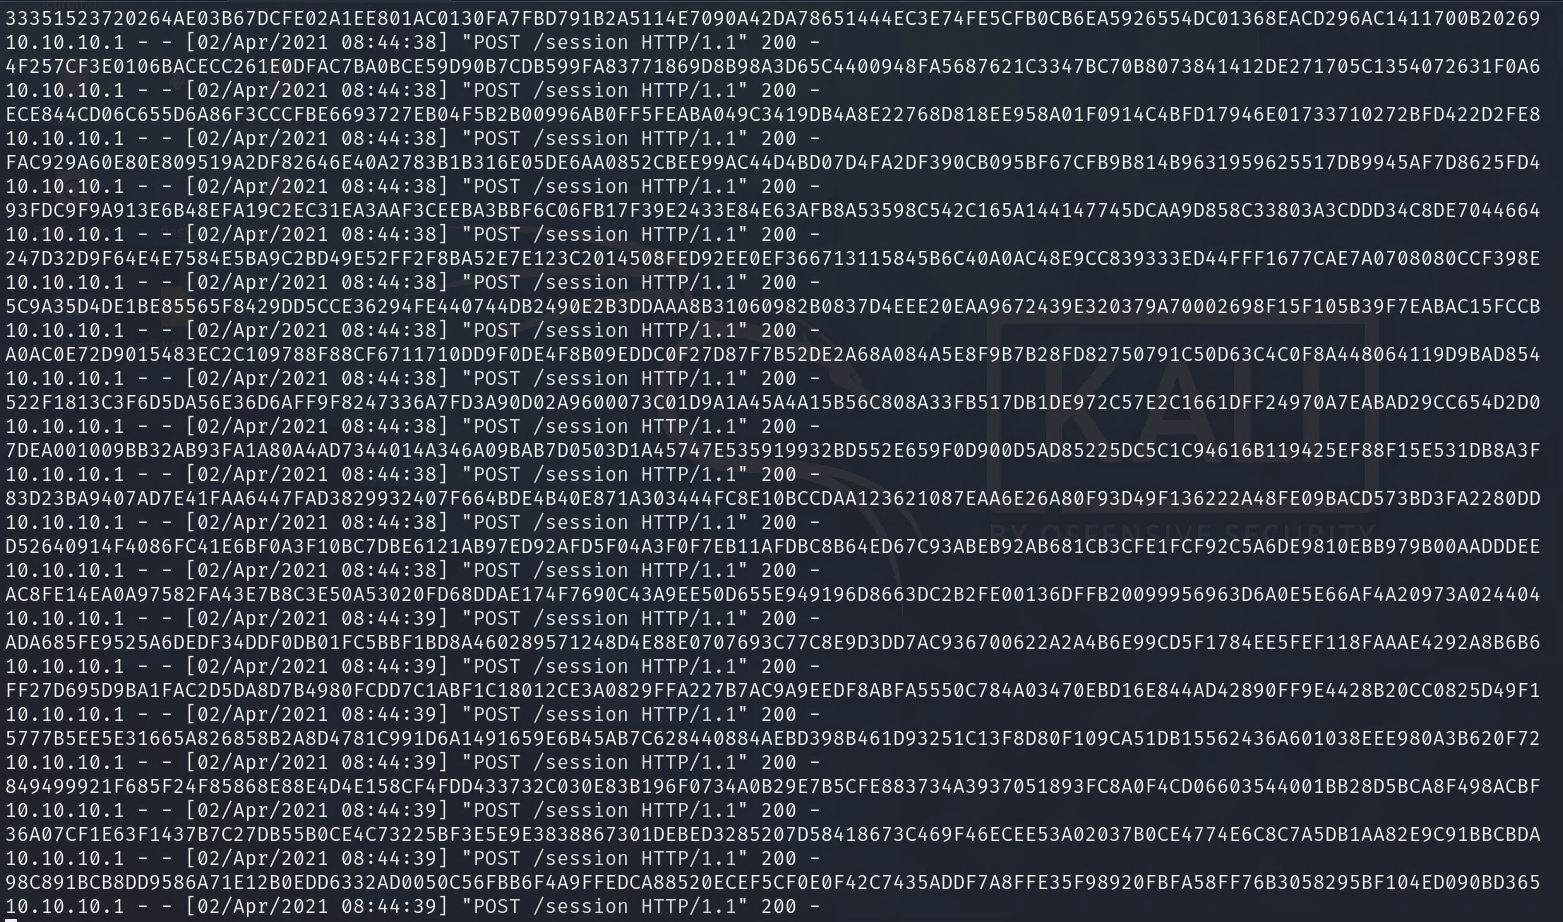 33351523720264AE03B67DCFE02A1EE801AC0130FA7FBD791B2A5114E7090A42DA78651444EC3E74FE5CFB0CB6EA5926554DC01368EACD296AC1411700B20269
10.10.10.1 - - [02/Apr/2021 08:44:38] "POST /session HTTP/1.1" 200 -
4F257CF3E0106BACECC261E0DFAC7BA0BCE59D90B7CDB599FA83771869D8B98A3D65C4400948FA5687621C3347BC70B8073841412DE271705C1354072631F0A6
10.10.10.1 - - [02/Apr/2021 08:44:38] "POST /session HTTP/1.1" 200 -
ECE844CD06C655D6A86F3CCCFBE6693727EB04F5B2B00996AB0FF5FEABA049C3419DB4A8E22768D818EE958A01F0914C4BFD17946E01733710272BFD422D2FE8
10.10.10.1 - - [02/Apr/2021 08:44:38] "POST /session HTTP/1.1" 200 -
FAC929A60E80E809519A2DF82646E40A2783B1B316E05DE6AA0852CBEE99AC44D4BD07D4FA2DF390CB095BF67CFB9B814B9631959625517DB9945AF7D8625FD4
10.10.10.1 - - [02/Apr/2021 08:44:38] "POST /session HTTP/1.1" 200 -
93FDC9F9A913E6B48EFA19C2EC31EA3AAF3CEEBA3BBF6C06FB17F39E2433E84E63AFB8A53598C542C165A144147745DCAA9D858C33803A3CDDD34C8DE7044664
10.10.10.1 - - [02/Apr/2021 08:44:38] "POST /session HTTP/1.1" 200 -
247D32D9F64E4E7584E5BA9C2BD49E52FF2F8BA52E7E123C2014508FED92EE0EF366713115845B6C40A0AC48E9CC839333ED44FFF1677CAE7A0708080CCF398E
10.10.10.1 - - [02/Apr/2021 08:44:38] "POST /session HTTP/1.1" 200 -
5C9A35D4DE1BE85565F8429DD5CCE36294FE440744DB2490E2B3DDAAA8B31060982B0837D4EEE20EAA9672439E320379A70002698F15F105B39F7EABAC15FCCB
10.10.10.1 - - [02/Apr/2021 08:44:38] "POST /session HTTP/1.1" 200 -
A0AC0E72D9015483EC2C109788F88CF6711710DD9F0DE4F8B09EDDC0F27D87F7B52DE2A68A084A5E8F9B7B28FD82750791C50D63C4C0F8A448064119D9BAD854
10.10.10.1 - - [02/Apr/2021 08:44:38] "POST /session HTTP/1.1" 200 -
522F1813C3F6D5DA56E36D6AFF9F8247336A7FD3A90D02A9600073C01D9A1A45A4A15B56C808A33FB517DB1DE972C57E2C1661DFF24970A7EABAD29CC654D2D0
10.10.10.1 - - [02/Apr/2021 08:44:38] "POST /session HTTP/1.1" 200 -
7DEA001009BB32AB93FA1A80A4AD7344014A346A09BAB7D0503D1A45747E535919932BD552E659F0D900D5AD85225DC5C1C94616B119425EF88F15E531DB8A3F
10.10.10.1 - - [02/Apr/2021 08:44:38] "POST /session HTTP/1.1" 200 -
83D23BA9407AD7E41FAA6447FAD3829932407F664BDE4B40E871A303444FC8E10BCCDAA123621087EAA6E26A80F93D49F136222A48FE09BACD573BD3FA2280DD
10.10.10.1 - - [02/Apr/2021 08:44:38] "POST /session HTTP/1.1" 200 -
D52640914F4086FC41E6BF0A3F10BC7DBE6121AB97ED92AFD5F04A3F0F7EB11AFDBC8B64ED67C93ABEB92AB681CB3CFE1FCF92C5A6DE9810EBB979B00AADDDEE
10.10.10.1 - - [02/Apr/2021 08:44:38] "POST /session HTTP/1.1" 200 -
AC8FE14EA0A97582FA43E7B8C3E50A53020FD68DDAE174F7690C43A9EE50D655E949196D8663DC2B2FE00136DFFB20099956963D6A0E5E66AF4A20973A024404
10.10.10.1 - - [02/Apr/2021 08:44:39] "POST /session HTTP/1.1" 200 -
ADA685FE9525A6DEDF34DDF0DB01FC5BBF1BD8A460289571248D4E88E0707693C77C8E9D3DD7AC936700622A2A4B6E99CD5F1784EE5FEF118FAAAE4292A8B6B6
10.10.10.1 - - [02/Apr/2021 08:44:39] "POST /session HTTP/1.1" 200 -
FF27D695D9BA1FAC2D5DA8D7B4980FCDD7C1ABF1C18012CE3A0829FFA227B7AC9A9EEDF8ABFA5550C784A03470EBD16E844AD42890FF9E4428B20CC0825D49F1
10.10.10.1 - - [02/Apr/2021 08:44:39] "POST /session HTTP/1.1" 200 -
5777B5EE5E31665A826858B2A8D4781C991D6A1491659E6B45AB7C628440884AEBD398B461D93251C13F8D80F109CA51DB15562436A601038EEE980A3B620F72
10.10.10.1 - - [02/Apr/2021 08:44:39] "POST /session HTTP/1.1" 200 -
849499921F685F24F85868E88E4D4E158CF4FDD433732C030E83B196F0734A0B29E7B5CFE883734A3937051893FC8A0F4CD06603544001BB28D5BCA8F498ACBF
10.10.10.1 - - [02/Apr/2021 08:44:39] "POST /session HTTP/1.1" 200 -
36A07CF1E63F1437B7C27DB55B0CE4C73225BF3E5E9E3838867301DEBED3285207D58418673C469F46ECEE53A02037B0CE4774E6C8C7A5DB1AA82E9C91BBCBDA
10.10.10.1 - - [02/Apr/2021 08:44:39] "POST /session HTTP/1.1" 200 -
98C891BCB8DD9586A71E12B0EDD6332AD0050C56FBB6F4A9FFEDCA88520ECEF5CF0E0F42C7435ADDF7A8FFE35F98920FBFA58FF76B3058295BF104ED090BD365
10.10.10.1 - - [02/Apr/2021 08:44:39] "POST /session HTTP/1.1" 200 -
KALI
BY OFFENSIVE SECURITY